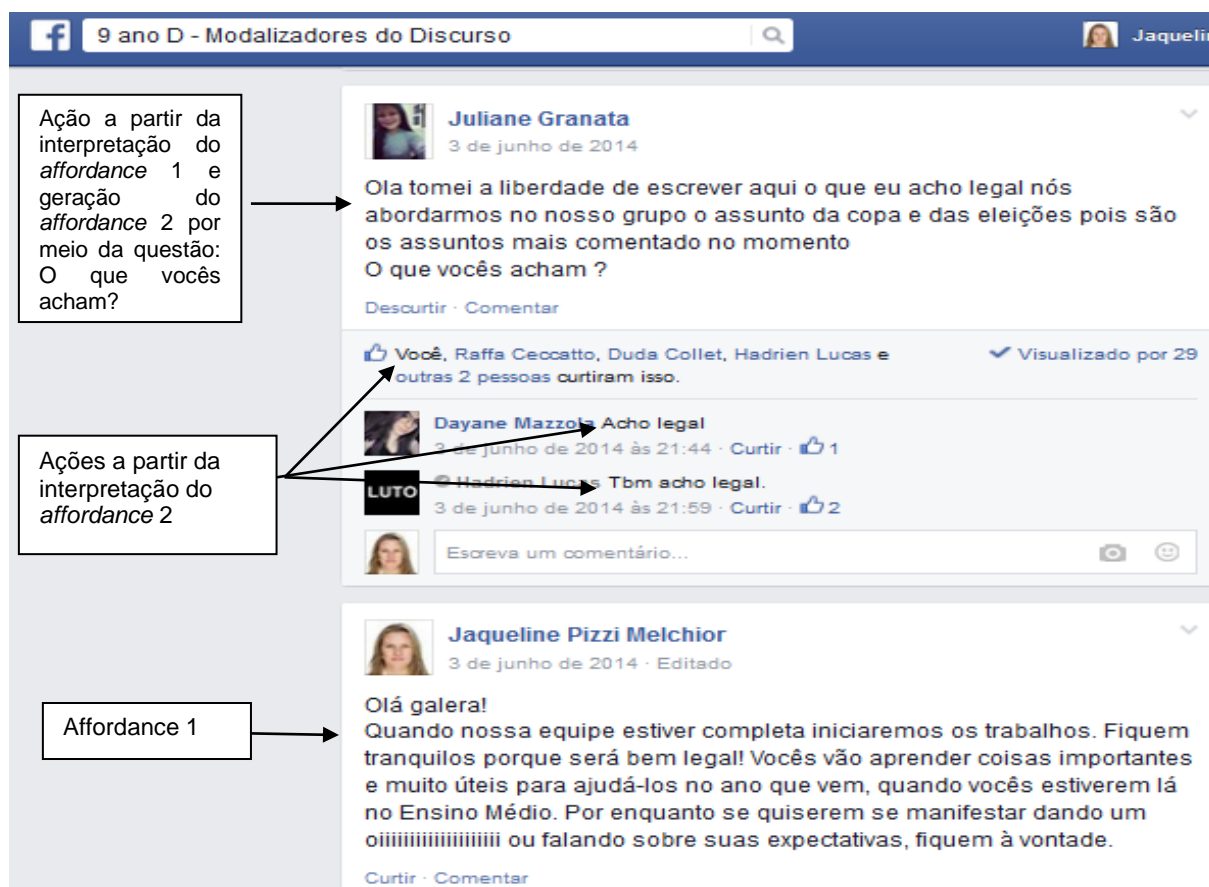 f 9 ano D - Modalizadores do Discurso Jaqueli
Ação a partir da
interpretação do
affordance 1 e
geração do
affordance 2 por
meio da questão:
O que vocês
acham?
Juliane Granata
3 de junho de 2014
Ola tomei a liberdade de escrever aqui o que eu acho legal nós
abordarmos no nosso grupo o assunto da copa e das eleições pois são
os assuntos mais comentado no momento
O que vocês acham ?
Descurtir · Comentar
Você, Raffa Ceccatto, Duda Collet, Hadrien Lucas e
outras 2 pessoas curtiram isso.
Visualizado por 29
Ações a partir da
interpretação do
affordance 2
Dayane Mazzola Acho legal
3 de junho de 2014 às 21:44 · Curtir · 1
LUTO
Hadrien Lucas Tbm acho legal.
3 de junho de 2014 às 21:59 · Curtir · 2
Escreva um comentário...
Affordance 1
Jaqueline Pizzi Melchior
3 de junho de 2014 · Editado
Olá galera!
Quando nossa equipe estiver completa iniciaremos os trabalhos. Fiquem
tranquilos porque será bem legal! Vocês vão aprender coisas importantes
e muito úteis para ajudá-los no ano que vem, quando vocês estiverem lá
no Ensino Médio. Por enquanto se quiserem se manifestar dando um
oiiiiiiiiiiiiiiiiiiiii ou falando sobre suas expectativas, fiquem à vontade.
Curtir · Comentar